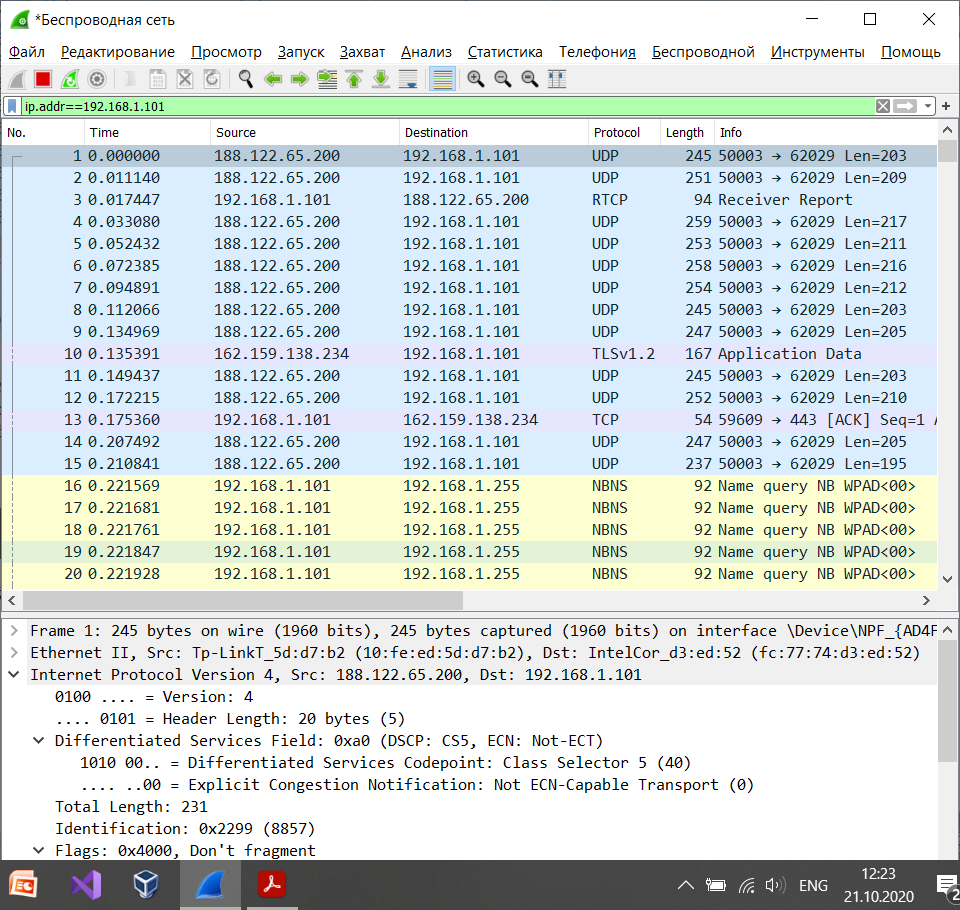 *Беспроводная сеть
Файл Редактирование Просмотр Запуск Захват Анализ Статистика Телефония Беспроводной Инструменты Помощь
ip.addr==192.168.1.101
No. Time Source Destination Protocol Length Info
1 0.000000 188.122.65.200 192.168.1.101 UDP 245 50003 → 62029 Len=203
2 0.011140 188.122.65.200 192.168.1.101 UDP 251 50003 → 62029 Len=209
3 0.017447 192.168.1.101 188.122.65.200 RTCP 94 Receiver Report
4 0.033080 188.122.65.200 192.168.1.101 UDP 259 50003 → 62029 Len=217
5 0.052432 188.122.65.200 192.168.1.101 UDP 253 50003 → 62029 Len=211
6 0.072385 188.122.65.200 192.168.1.101 UDP 258 50003 → 62029 Len=216
7 0.094891 188.122.65.200 192.168.1.101 UDP 254 50003 → 62029 Len=212
8 0.112066 188.122.65.200 192.168.1.101 UDP 245 50003 → 62029 Len=203
9 0.134969 188.122.65.200 192.168.1.101 UDP 247 50003 → 62029 Len=205
10 0.135391 162.159.138.234 192.168.1.101 TLSv1.2 167 Application Data
11 0.149437 188.122.65.200 192.168.1.101 UDP 245 50003 → 62029 Len=203
12 0.172215 188.122.65.200 192.168.1.101 UDP 252 50003 → 62029 Len=210
13 0.175360 192.168.1.101 162.159.138.234 TCP 54 59609 → 443 [ACK] Seq=1 A
14 0.207492 188.122.65.200 192.168.1.101 UDP 247 50003 → 62029 Len=205
15 0.210841 188.122.65.200 192.168.1.101 UDP 237 50003 → 62029 Len=195
16 0.221569 192.168.1.101 192.168.1.255 NBNS 92 Name query NB WPAD<00>
17 0.221681 192.168.1.101 192.168.1.255 NBNS 92 Name query NB WPAD<00>
18 0.221761 192.168.1.101 192.168.1.255 NBNS 92 Name query NB WPAD<00>
19 0.221847 192.168.1.101 192.168.1.255 NBNS 92 Name query NB WPAD<00>
20 0.221928 192.168.1.101 192.168.1.255 NBNS 92 Name query NB WPAD<00>
Frame 1: 245 bytes on wire (1960 bits), 245 bytes captured (1960 bits) on interface \Device\NPF_{AD4F
Ethernet II, Src: Tp-LinkT_5d:d7:b2 (10:fe:ed:5d:d7:b2), Dst: IntelCor_d3:ed:52 (fc:77:74:d3:ed:52)
Internet Protocol Version 4, Src: 188.122.65.200, Dst: 192.168.1.101
0100 .... = Version: 4
.... 0101 = Header Length: 20 bytes (5)
Differentiated Services Field: 0xa0 (DSCP: CS5, ECN: Not-ECT)
1010 00.. = Differentiated Services Codepoint: Class Selector 5 (40)
.... ..00 = Explicit Congestion Notification: Not ECN-Capable Transport (0)
Total Length: 231
Identification: 0x2299 (8857)
Flags: 0x4000, Don't fragment
ENG
12:23
21.10.2020
2